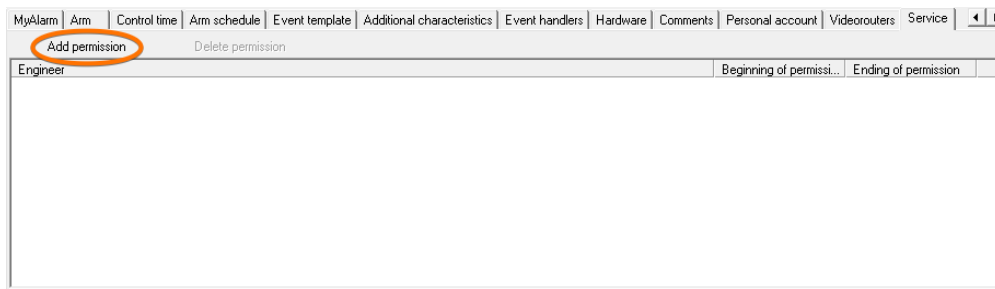 MyAlarm Arm Control time Arm schedule Event template Additional characteristics Event handlers Hardware Comments Personal account Videorouters Service
Add permission Delete permission
Engineer Beginning of permissi... Ending of permission